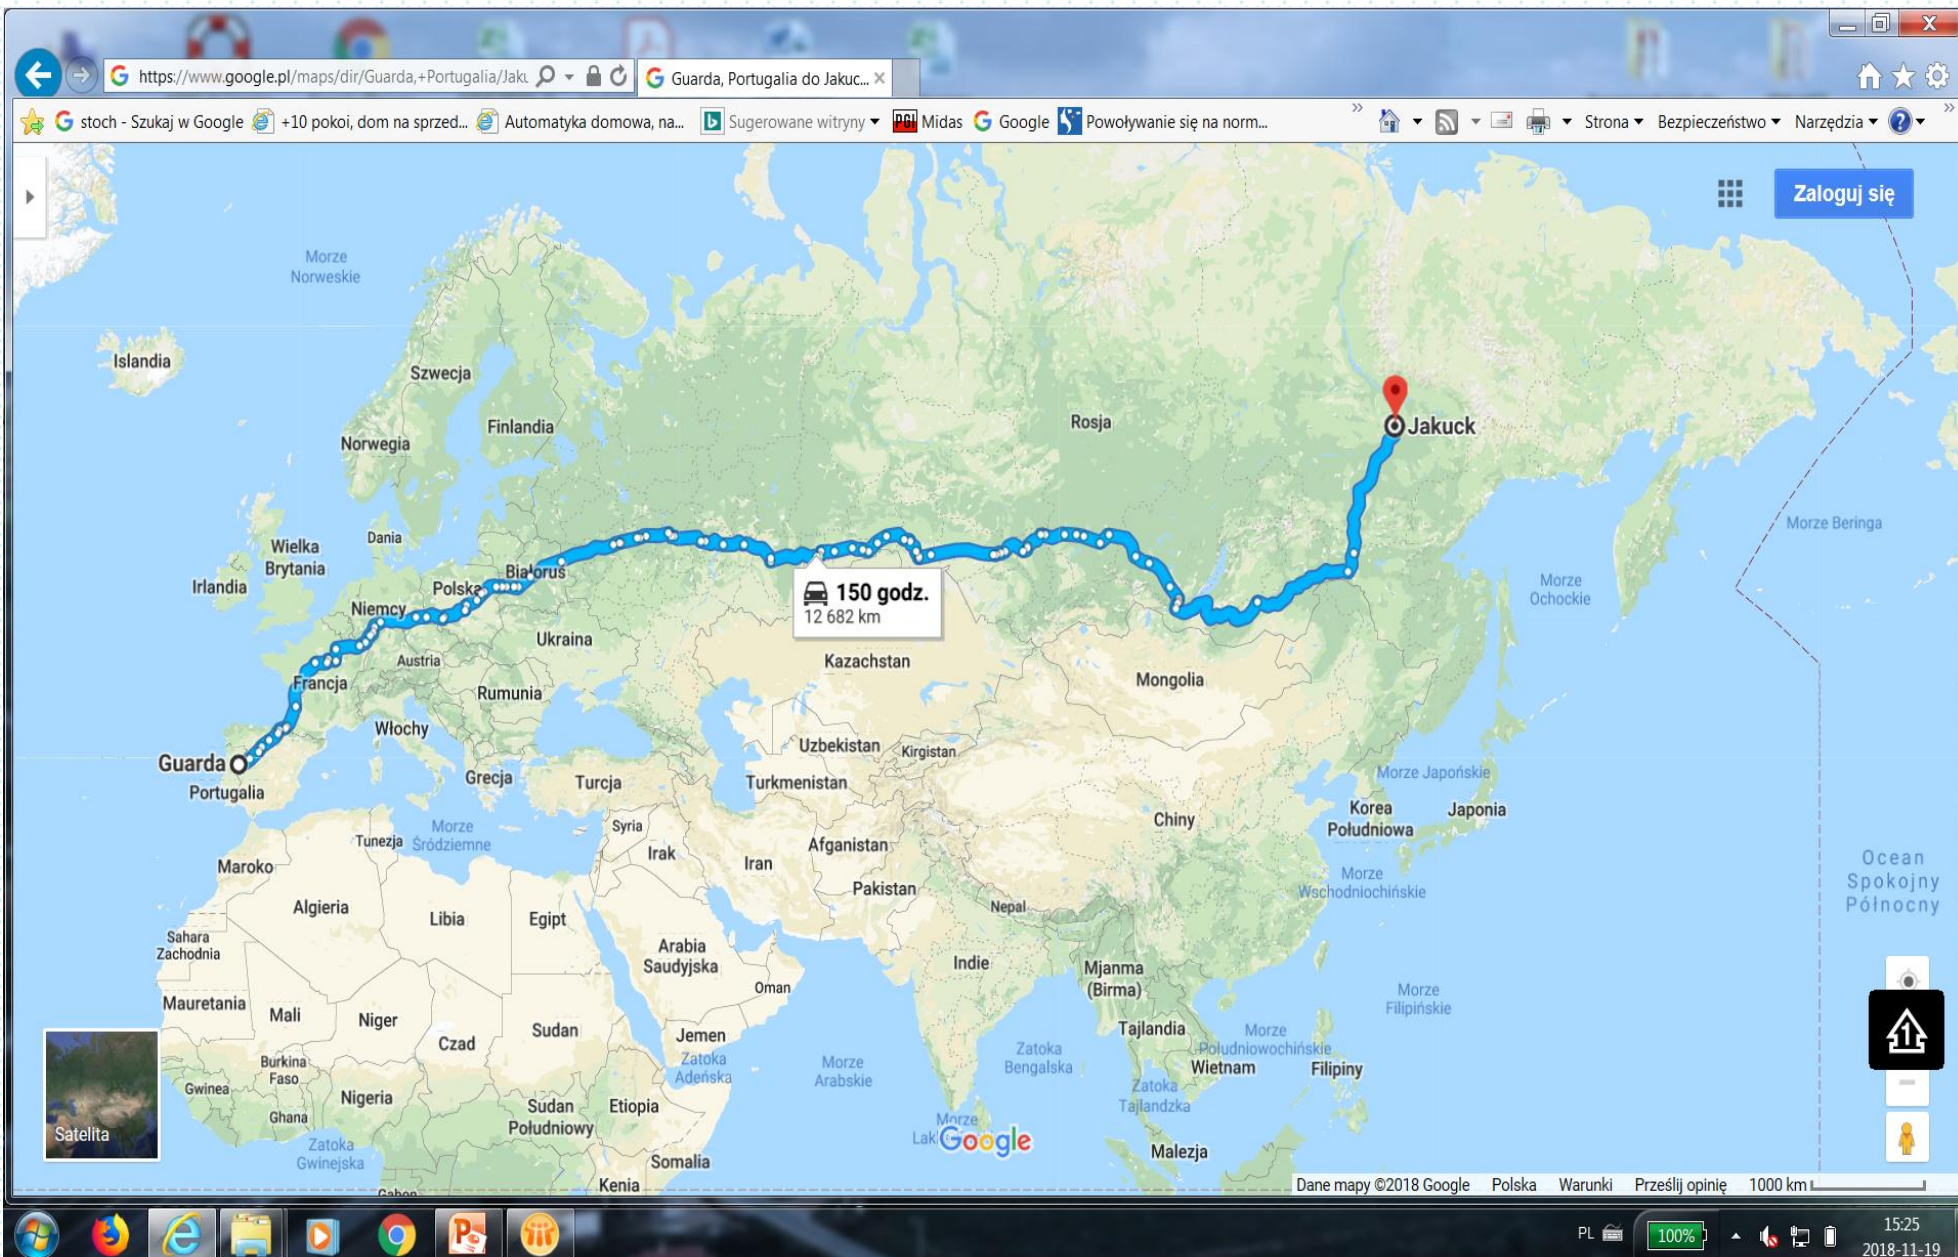 https://www.google.pl/maps/dir/Guarda,+Portugalia/Jaku
Guarda, Portugalia do Jakuc...
stoch - Szukaj w Google
+10 pokoi, dom na sprzed...
Automatyka domowa, na...
Sugerowane witryny
PGI Midas
Google
Powoływanie się na norm...
Strona
Bezpieczeństwo
Narzędzia
Zaloguj się
Morze
Norweskie
Islandia
Szwecja
Finlandia
Norwegia
Rosja
Jakuck
Morze Beringa
Dania
Wielka
Brytania
Irlandia
Białoruś
Polska
Niemcy
150 godz.
12 682 km
Morze
Ochockie
Ukraina
Austria
Kazachstan
Francja
Rumunia
Mongolia
Włochy
Uzbekistan
Kirgistan
Guarda
Portugalia
Grecja
Turcja
Turkmenistan
Morze Japońskie
Korea
Południowa
Japonia
Chiny
Morze
Śródziemne
Tunezja
Syria
Irak
Iran
Afganistan
Maroko
Pakistan
Morze
Wschodniochińskie
Ocean
Spokojny
Północny
Algieria
Libia
Egipt
Nepal
Sahara
Zachodnia
Arabia
Saudyjska
Indie
Mjanma
(Birma)
Oman
Morze
Filipińskie
Mauretania
Mali
Niger
Czad
Sudan
Jemen
Tajlandia
Morze
Południowochińskie
Zatoka
Adeńska
Morze
Arabskie
Zatoka
Bengalska
Wietnam
Filipiny
Burkina
Faso
Gwinea
Nigeria
Ghana
Sudan
Południowy
Etiopia
Zatoka
Tajlandzka
Morze
Lak
Google
Satelita
Zatoka
Gwinejska
Somalia
Malezja
Kenia
Gabon
1
Dane mapy ©2018 Google
Polska
Warunki
Prześlij opinię
1000 km
PL
100%
15:25
2018-11-19